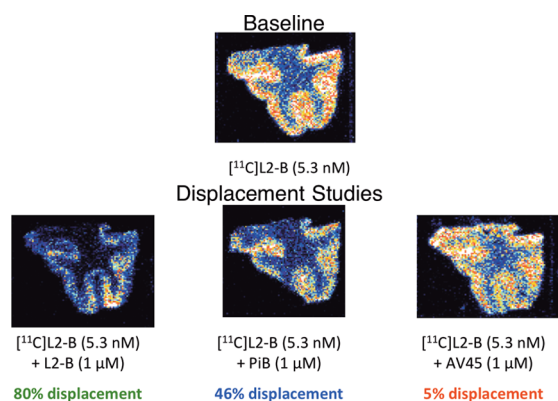 Baseline
[¹¹C]L2-B (5.3 nM)
Displacement Studies
[¹¹C]L2-B (5.3 nM)
+ L2-B (1 µM)
80% displacement
[¹¹C]L2-B (5.3 nM)
+ PiB (1 µM)
46% displacement
[¹¹C]L2-B (5.3 nM)
+ AV45 (1 µM)
5% displacement